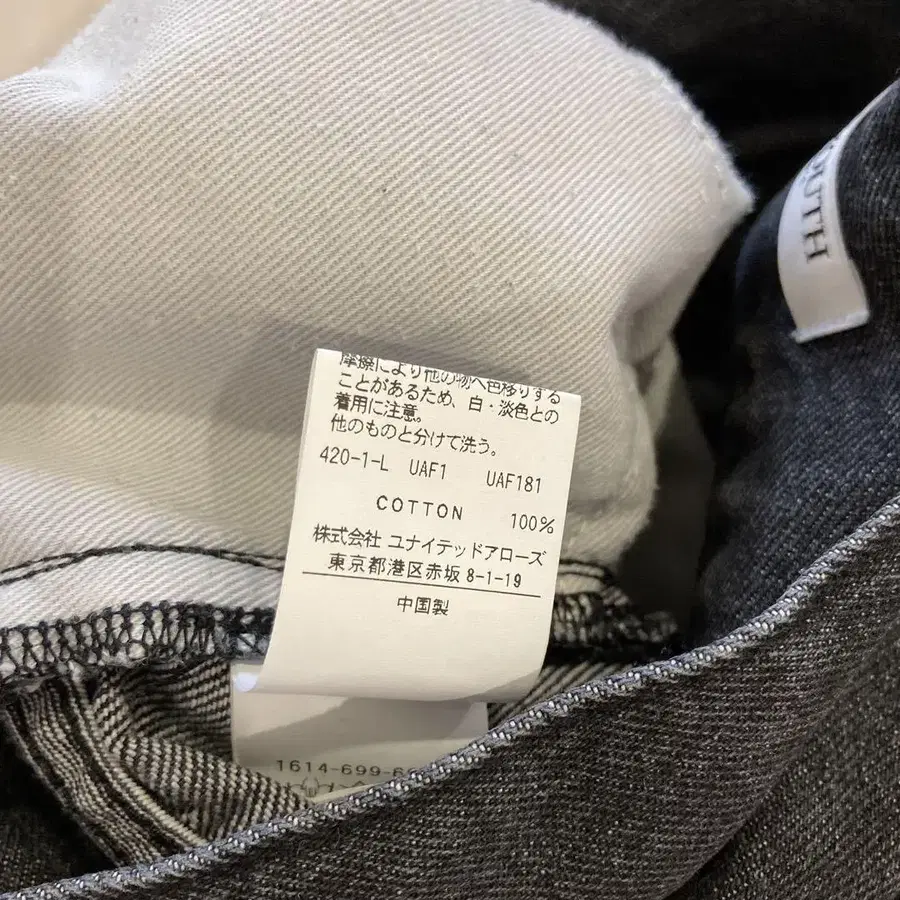 摩擦により他の物へ色移りする
ことがあるため、白・淡色との
着用に注意。
他のものと分けて洗う。
420-1-L UAF1 UAF181
COTTON 100%
株式会社 ユナイテッドアローズ
東京都港区赤坂 8-1-19
中国製
1614-699-6